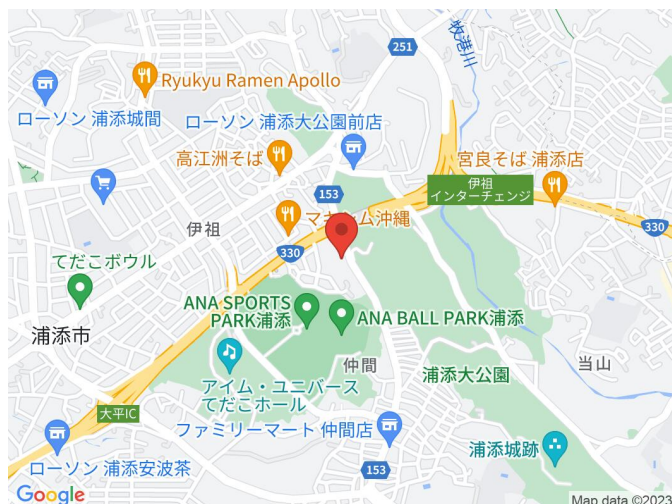 251
牧港川
Ryukyu Ramen Apollo
ローソン 浦添城間
ローソン 浦添大公園前店
高江洲そば
宮良そば 浦添店
153
伊祖
インターチェンジ
伊祖
マキシム沖縄
330
330
てだこボウル
ANA SPORTS
PARK浦添
ANA BALL PARK浦添
浦添市
仲間
浦添大公園
当山
アイム・ユニバース
てだこホール
大平IC
ファミリーマート 仲間店
浦添城跡
ローソン 浦添安波茶
153
Google
Map data ©2023